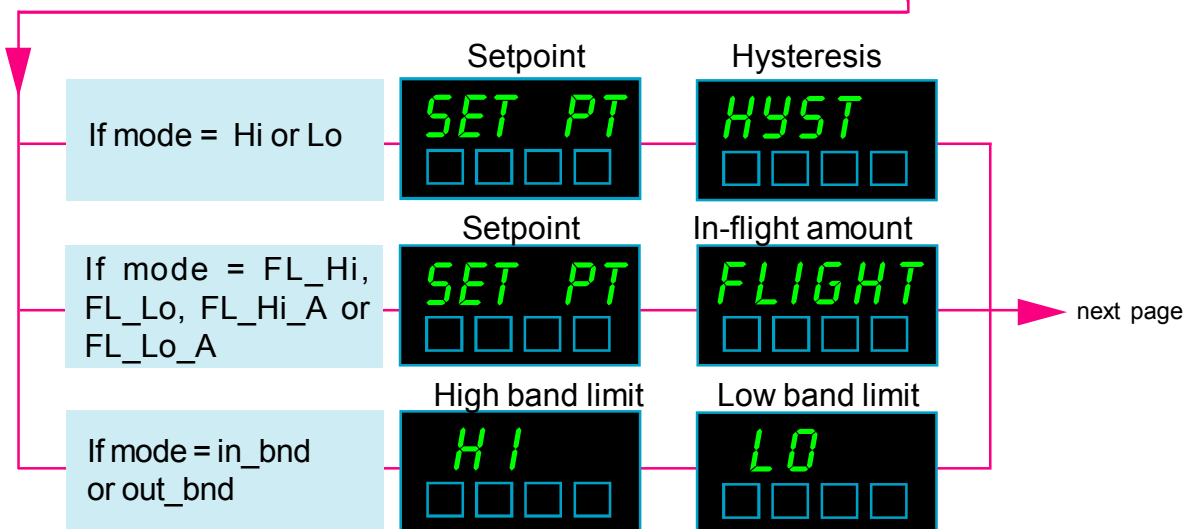 Setpoint Hysteresis
If mode = Hi or Lo
SET PT
HYST
Setpoint In-flight amount
If mode = FL_Hi,
FL_Lo, FL_Hi_A or
FL_Lo_A
SET PT
FLIGHT
next page
High band limit Low band limit
If mode = in_bnd
or out_bnd
HI
LO